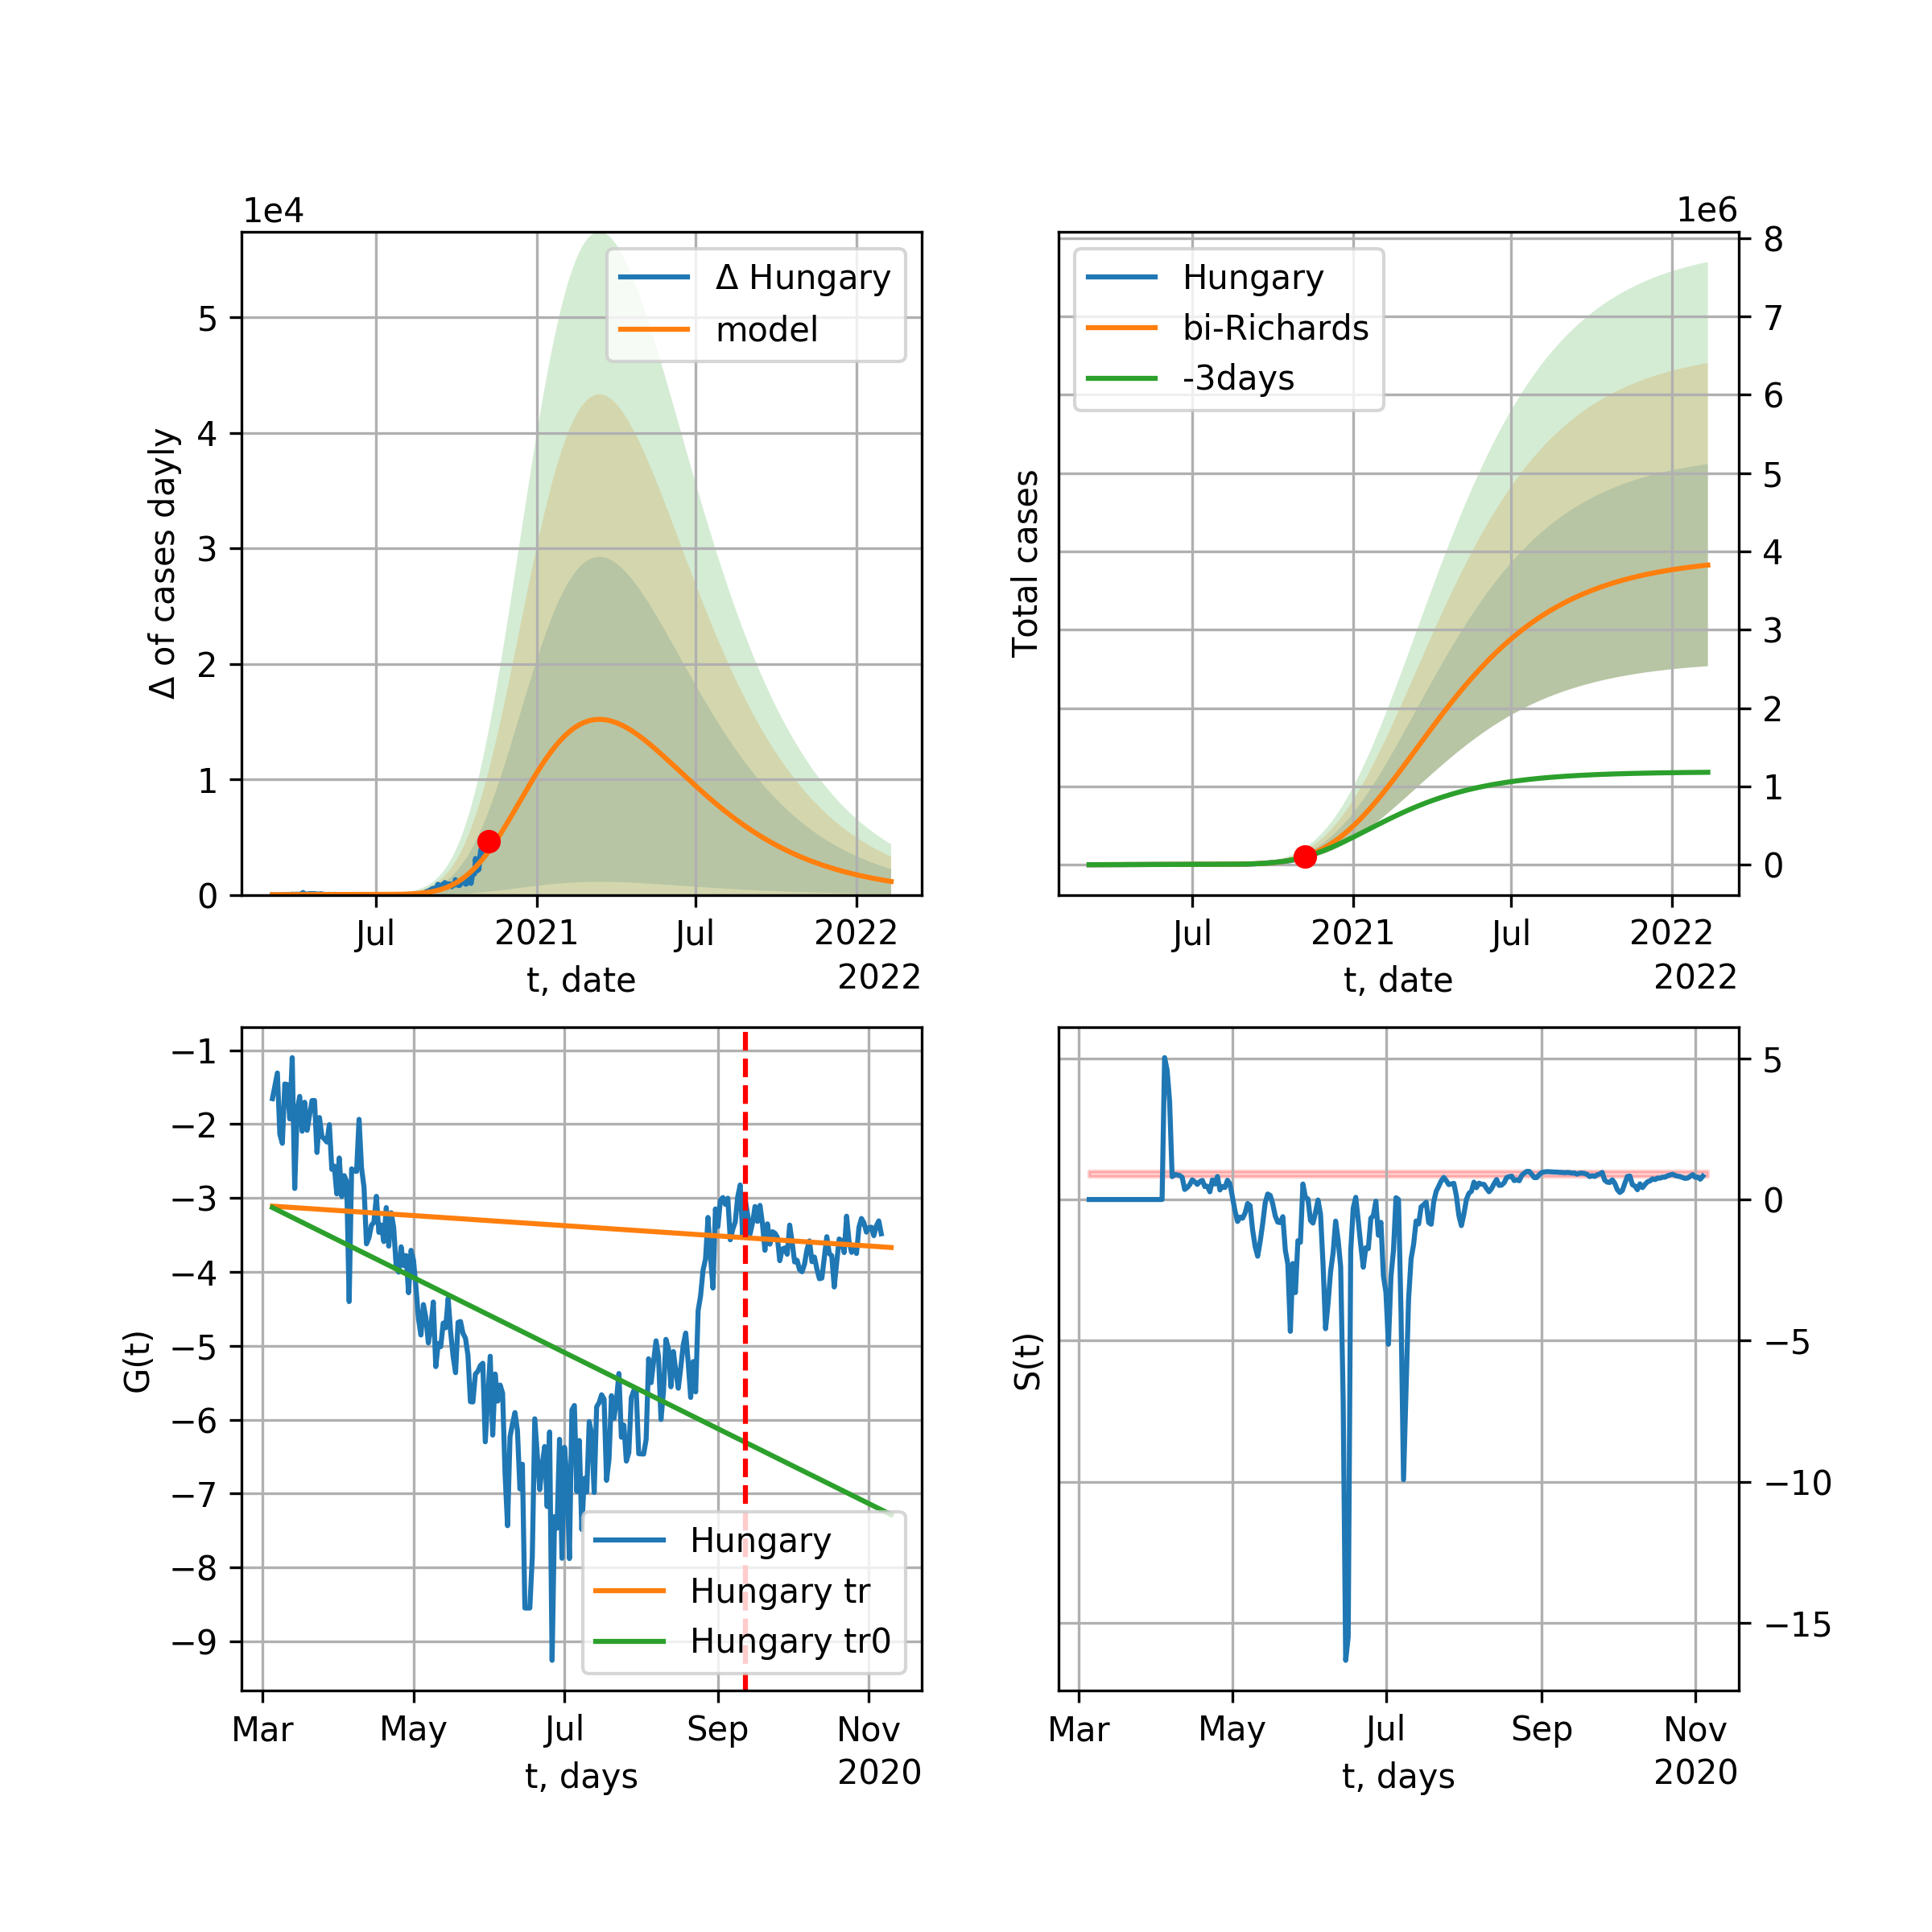 1e4
Δ Hungary
model
5
4
3
2
1
0
Δ of cases dayly
Jul
2021
Jul
2022
t, date
2022
1e6
Hungary
bi-Richards
-3days
8
7
6
5
4
3
2
1
0
Total cases
Jul
2021
Jul
2022
t, date
2022
−1
−2
−3
−4
−5
−6
−7
−8
−9
G(t)
Hungary
Hungary tr
Hungary tr0
Mar
May
Jul
Sep
Nov
t, days
2020
5
0
−5
−10
−15
S(t)
Mar
May
Jul
Sep
Nov
t, days
2020